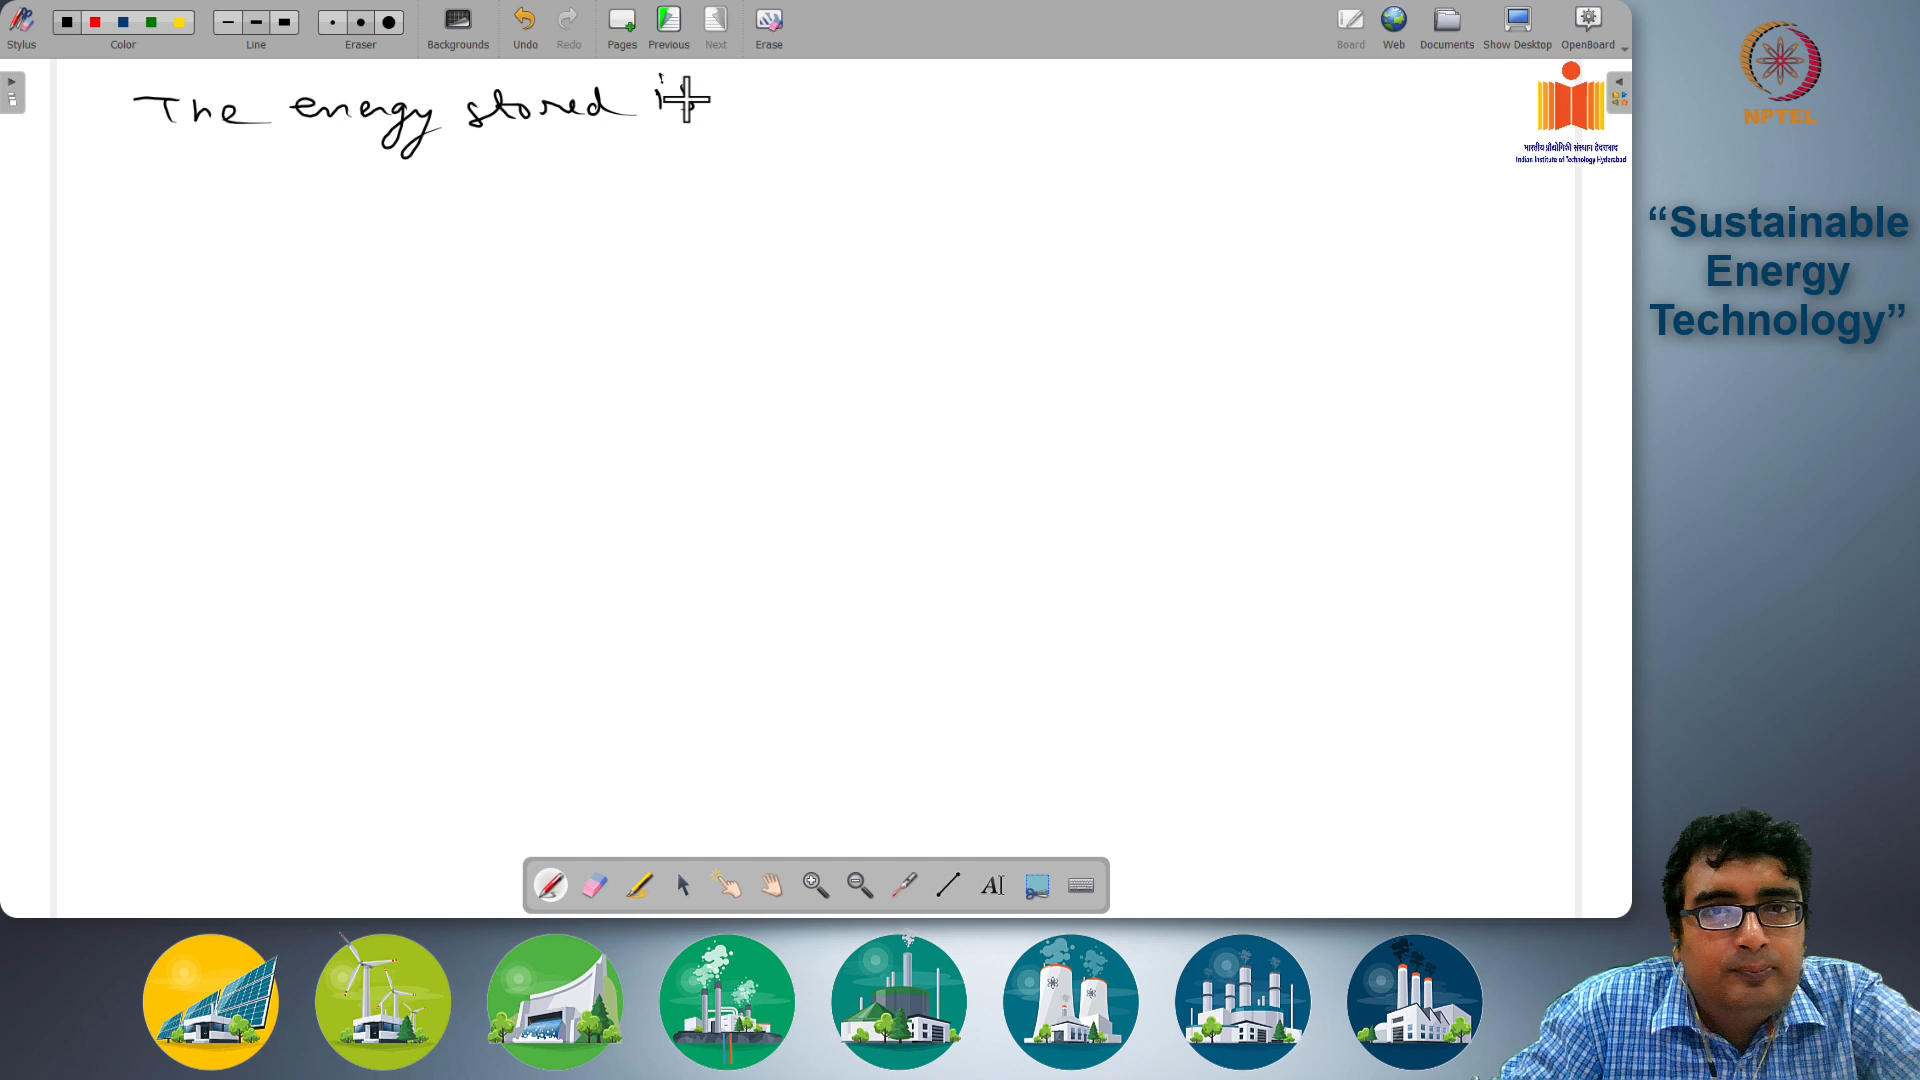 Stylus
Color
Line
Eraser
Backgrounds
Undo
Redo
Pages
Previous
Next
Erase
Board
Web
Documents
Show Desktop
OpenBoard
The energy stored
भारतीय प्रौद्योगिकी संस्थान हैदराबाद
Indian Institute of Technology Hyderabad
NPTEL
“Sustainable
Energy
Technology”